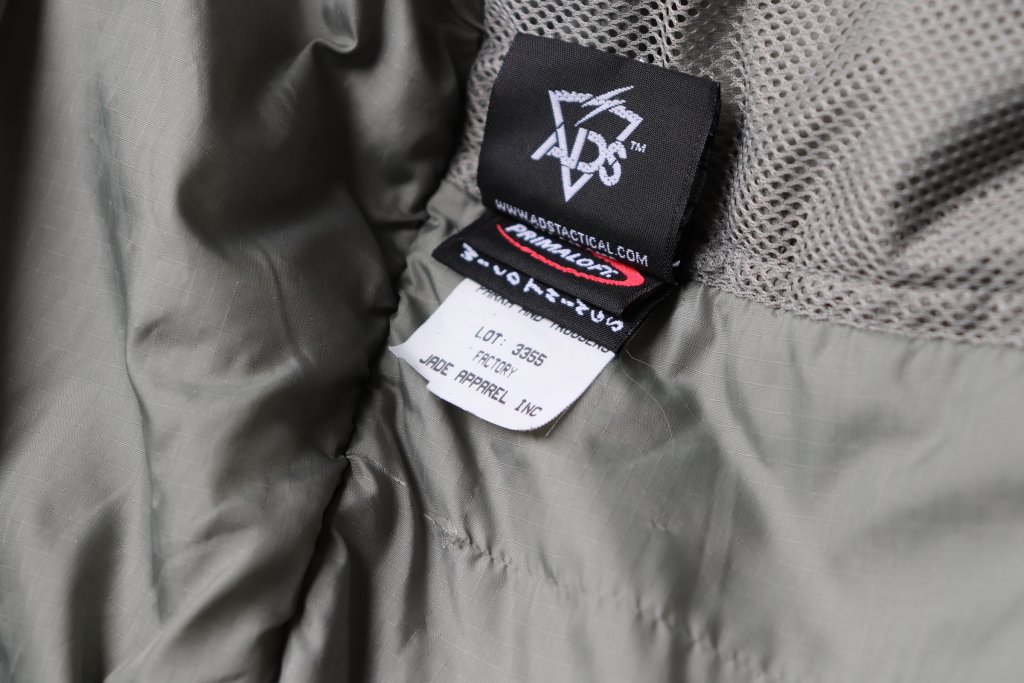 ADS™
WWW.ADSTACTICAL.COM
PRIMALOFT®
PARKA AND TROUSERS
LOT: 3355
FACTORY
JADE APPAREL INC